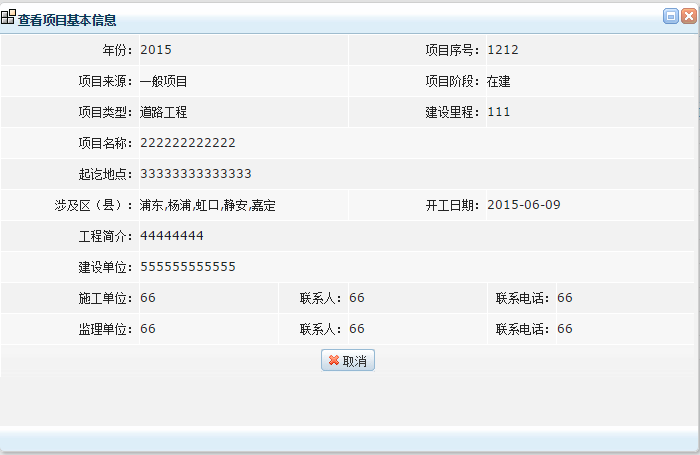 查看项目基本信息
年份：2015 项目序号：1212
项目来源：一般项目 项目阶段：在建
项目类型：道路工程 建设里程：111
项目名称：222222222222
起讫地点：33333333333333
涉及区（县）：浦东,杨浦,虹口,静安,嘉定 开工日期：2015-06-09
工程简介：44444444
建设单位：555555555555
施工单位：66 联系人：66 联系电话：66
监理单位：66 联系人：66 联系电话：66
取消